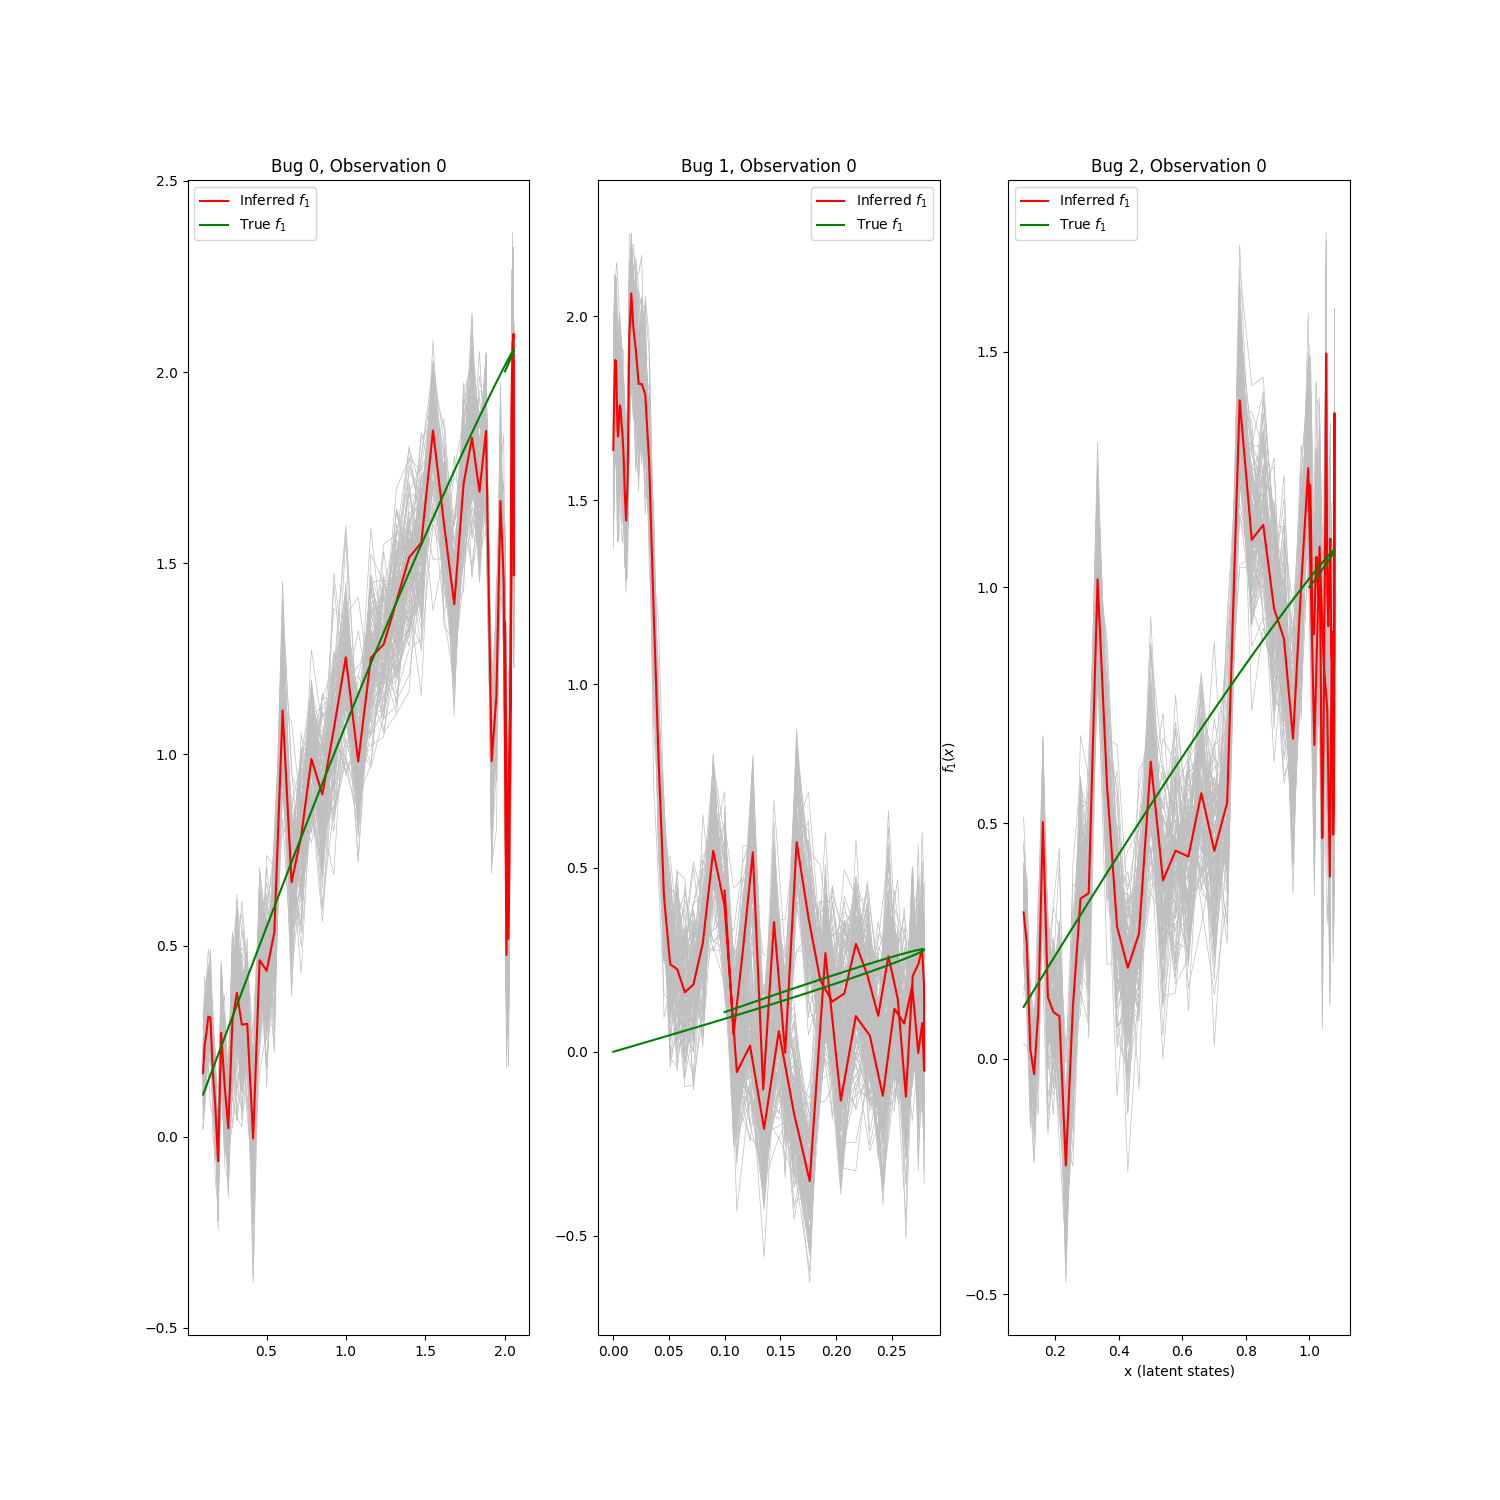 Bug 0, Observation 0
Inferred f₁
True f₁
2.5
2.0
1.5
1.0
0.5
0.0
−0.5
0.5 1.0 1.5 2.0
Bug 1, Observation 0
Inferred f₁
True f₁
2.0
1.5
1.0
0.5
0.0
−0.5
0.00 0.05 0.10 0.15 0.20 0.25
Bug 2, Observation 0
Inferred f₁
True f₁
f₁(x)
1.5
1.0
0.5
0.0
−0.5
0.2 0.4 0.6 0.8 1.0
x (latent states)